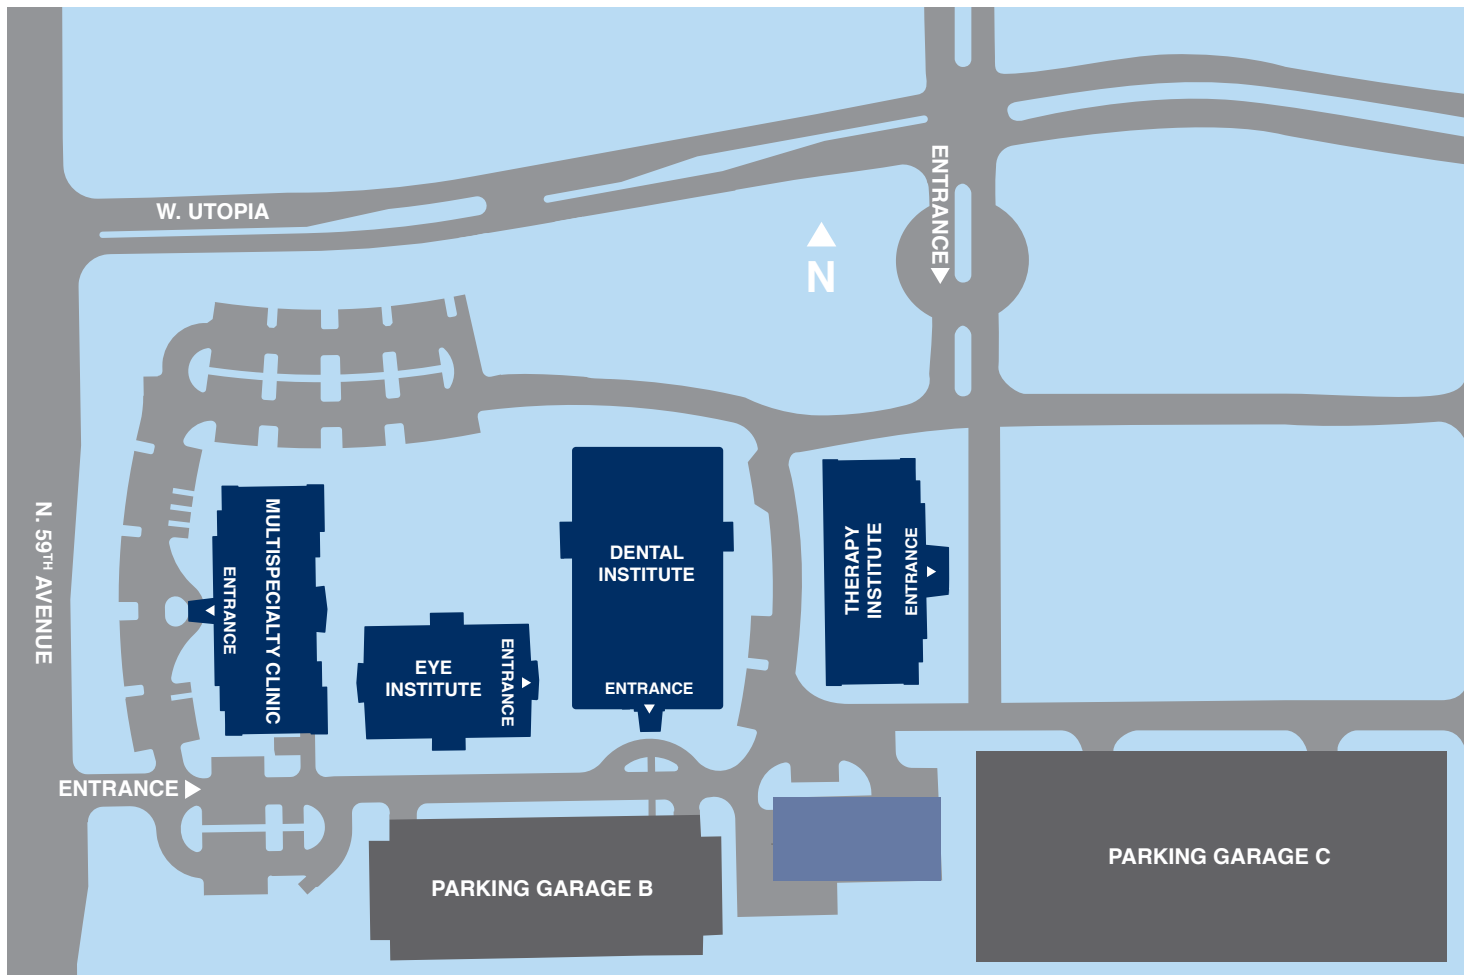 ENTRANCE
W. UTOPIA
N
N. 59TH AVENUE
MULTISPECIALTY CLINIC
ENTRANCE
EYE
INSTITUTE
ENTRANCE
DENTAL
INSTITUTE
ENTRANCE
THERAPY
INSTITUTE
ENTRANCE
ENTRANCE
PARKING GARAGE B
PARKING GARAGE C